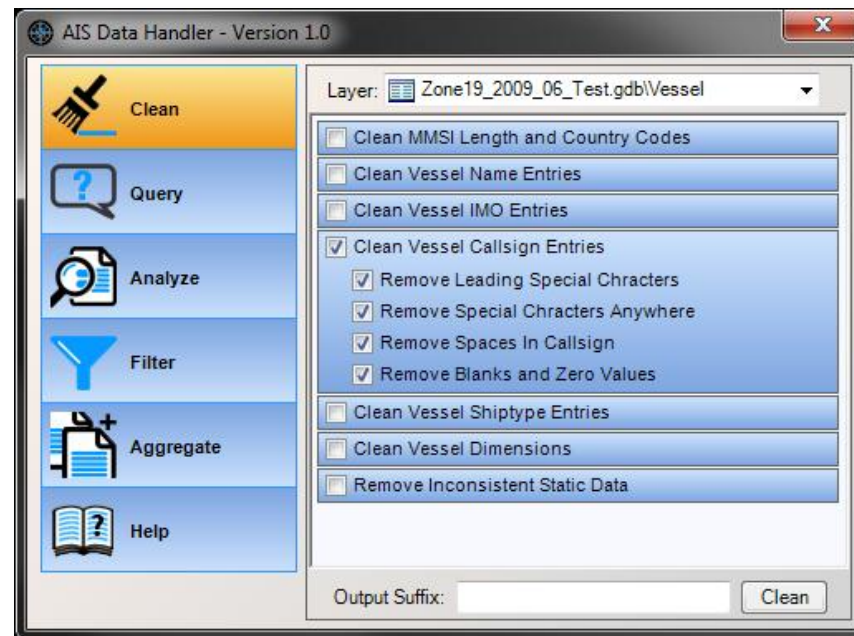 AIS Data Handler - Version 1.0
Clean
Query
Analyze
Filter
Aggregate
Help
Layer: Zone19_2009_06_Test.gdb\Vessel
Clean MMSI Length and Country Codes
Clean Vessel Name Entries
Clean Vessel IMO Entries
Clean Vessel Callsign Entries
Remove Leading Special Chracters
Remove Special Chracters Anywhere
Remove Spaces In Callsign
Remove Blanks and Zero Values
Clean Vessel Shiptype Entries
Clean Vessel Dimensions
Remove Inconsistent Static Data
Output Suffix:
Clean